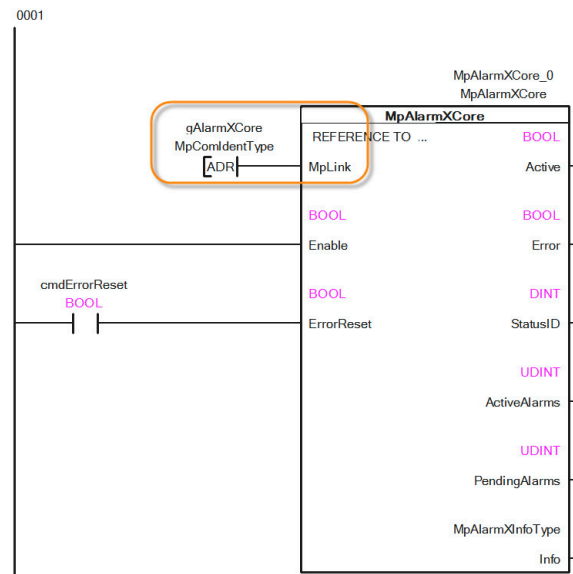 0001
MpAlarmXCore_0
MpAlarmXCore
MpAlarmXCore
gAlarmXCore
MpComIdentType
ADR
REFERENCE TO ... BOOL
MpLink Active
BOOL BOOL
Enable Error
cmdErrorReset
BOOL
BOOL DINT
ErrorReset StatusID
UDINT
ActiveAlarms
UDINT
PendingAlarms
MpAlarmXInfoType
Info